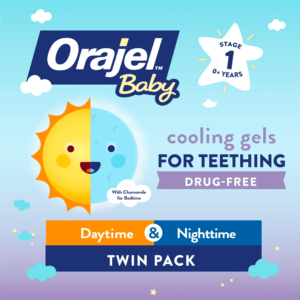 Orajel™
Baby
STAGE
1
0+ YEARS
cooling gels
FOR TEETHING
DRUG-FREE
With Chamomile
for Bedtime
Daytime & Nighttime
TWIN PACK